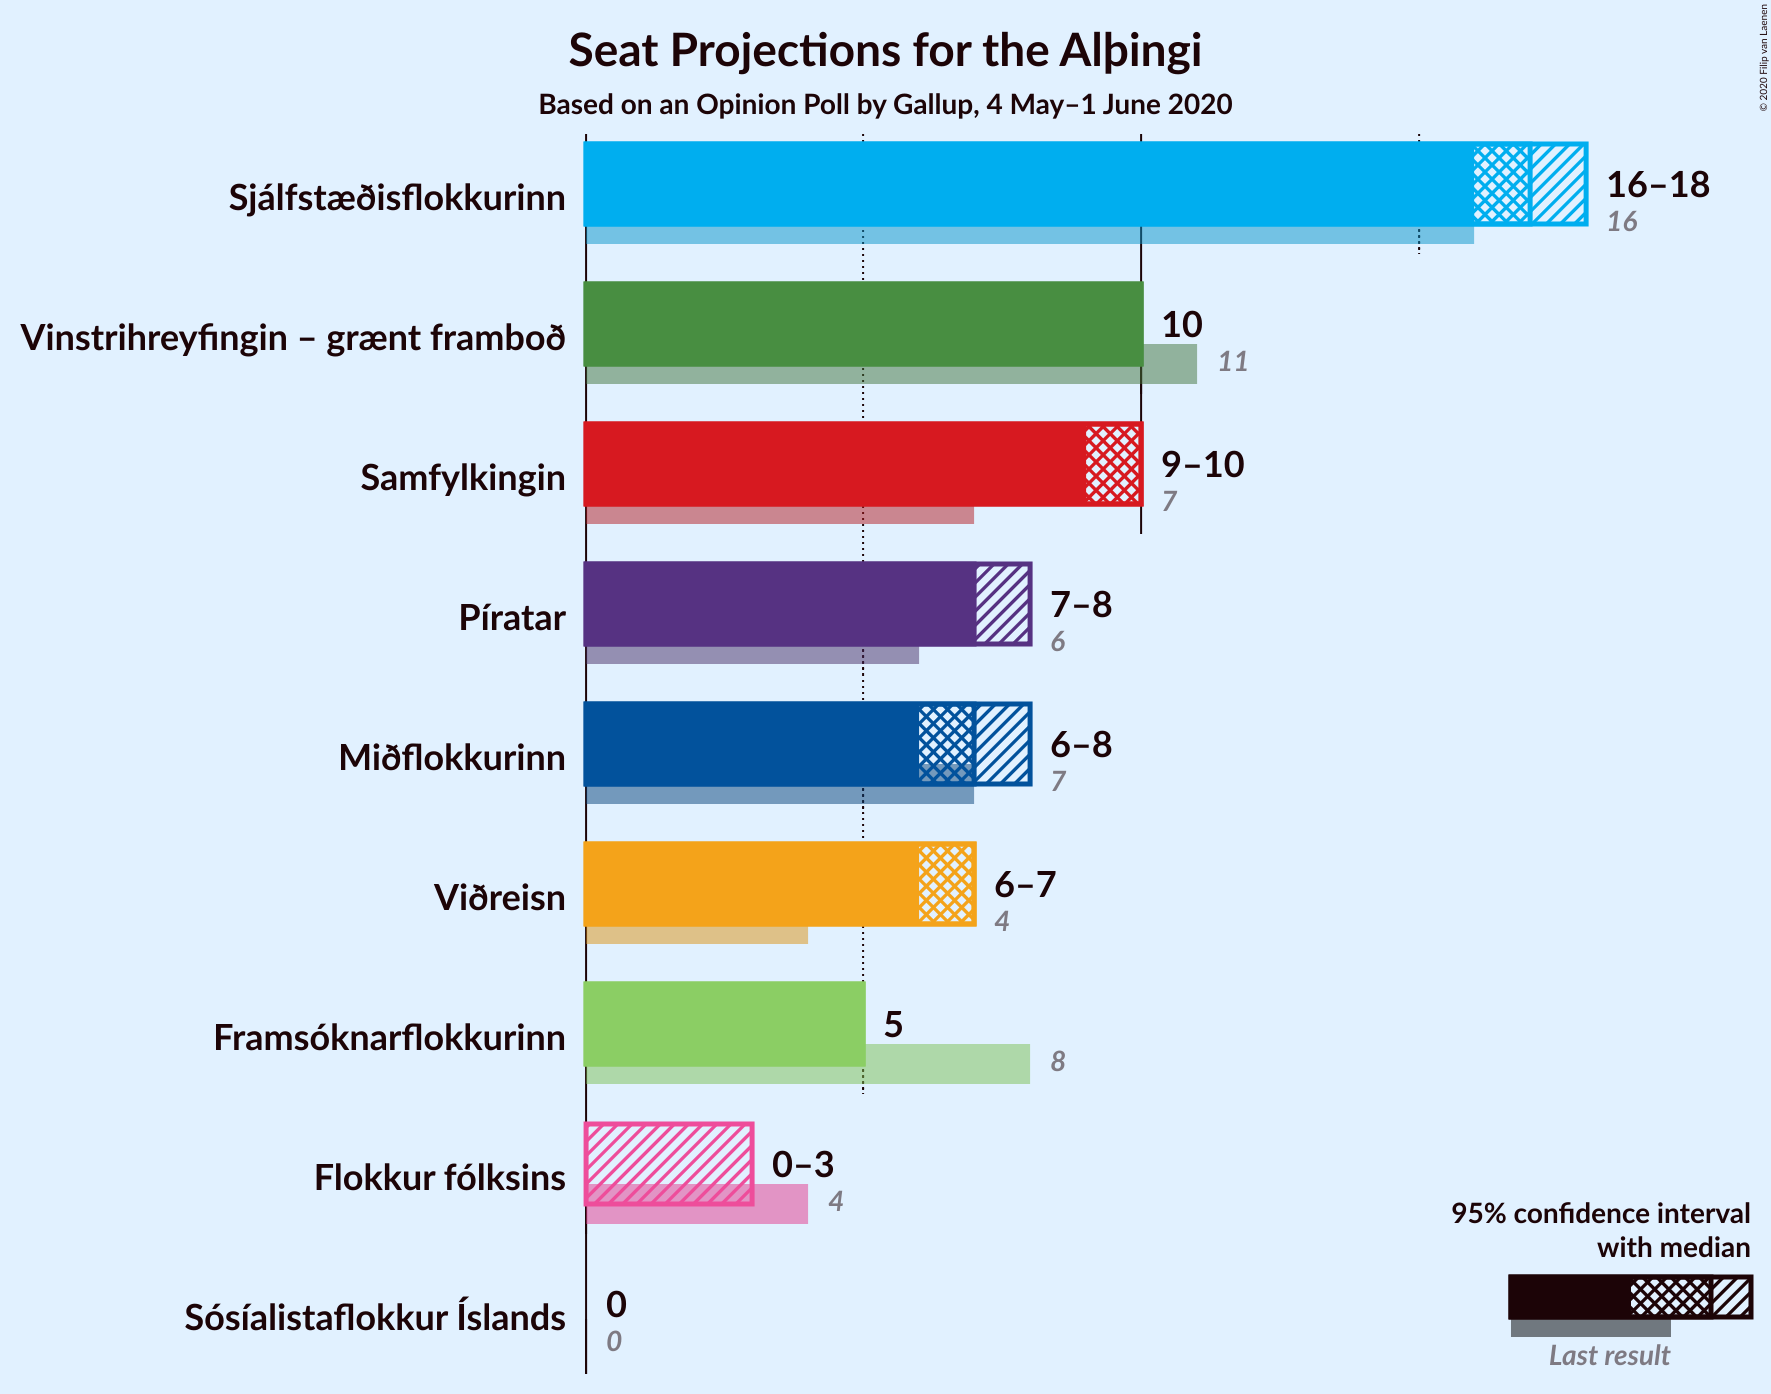 Seat Projections for the Alþingi
Based on an Opinion Poll by Gallup, 4 May–1 June 2020
© 2020 Filip van Laenen
Sjálfstæðisflokkurinn
16–18
16
Vinstrihreyfingin – grænt framboð
10
11
Samfylkingin
9–10
7
Píratar
7–8
6
Miðflokkurinn
6–8
7
Viðreisn
6–7
4
Framsóknarflokkurinn
5
8
Flokkur fólksins
0–3
4
Sósíalistaflokkur Íslands
0
0
95% confidence interval
with median
Last result